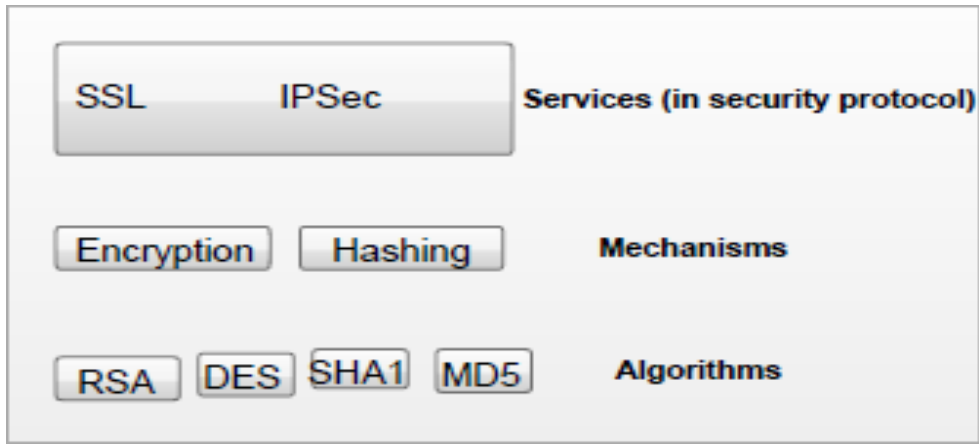 SSL IPSec Services (in security protocol)
Encryption Hashing Mechanisms
RSA DES SHA1 MD5 Algorithms